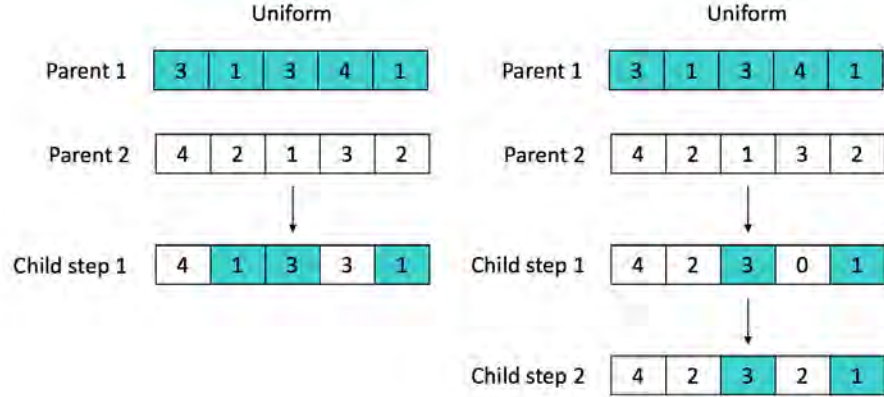 Uniform
Parent 1 3 1 3 4 1
Parent 2 4 2 1 3 2
Child step 1 4 1 3 3 1
Uniform
Parent 1 3 1 3 4 1
Parent 2 4 2 1 3 2
Child step 1 4 2 3 0 1
Child step 2 4 2 3 2 1